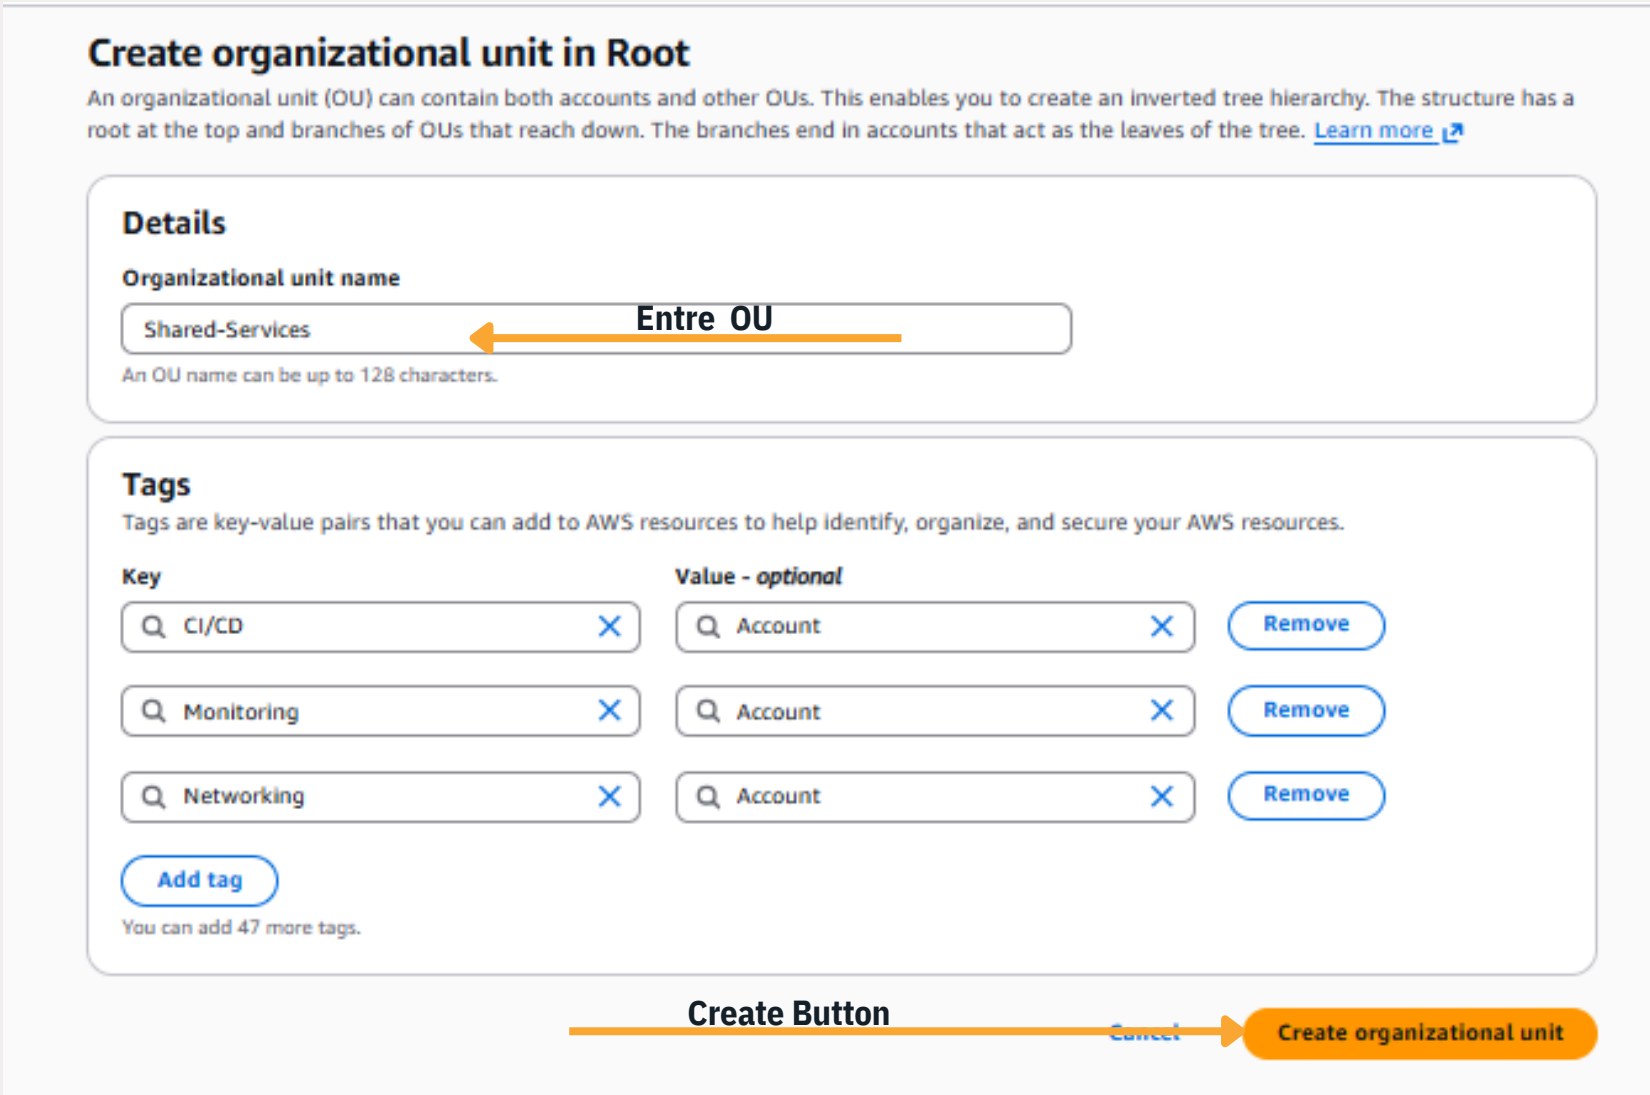 Create organizational unit in Root
An organizational unit (OU) can contain both accounts and other OUs. This enables you to create an inverted tree hierarchy. The structure has a
root at the top and branches of OUs that reach down. The branches end in accounts that act as the leaves of the tree. Learn more
Details
Organizational unit name
Shared-Services
Entre OU
An OU name can be up to 128 characters.
Tags
Tags are key-value pairs that you can add to AWS resources to help identify, organize, and secure your AWS resources.
Key Value - optional
CI/CD Account Remove
Monitoring Account Remove
Networking Account Remove
Add tag
You can add 47 more tags.
Create Button
Cancel Create organizational unit